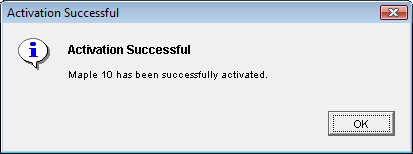 Activation Successful
Activation Successful
Maple 10 has been successfully activated.
OK